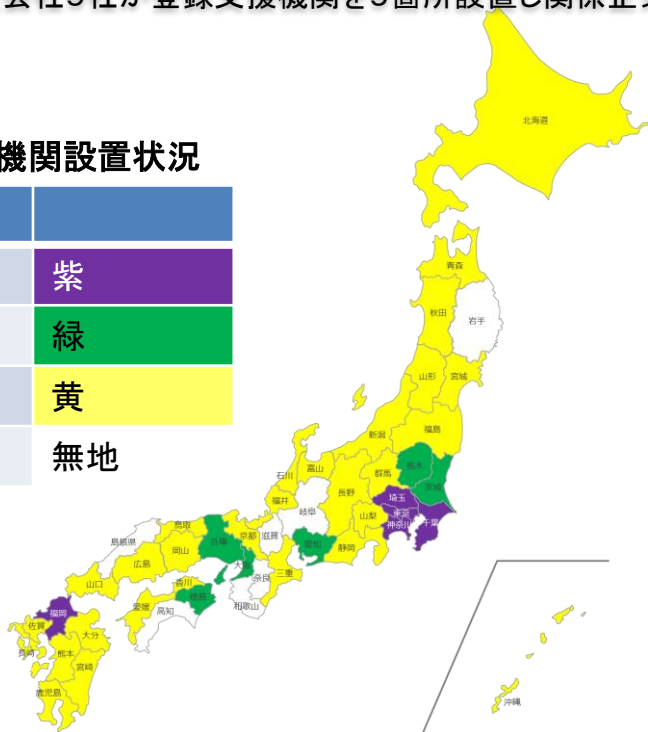 会社5社が登録支援機関を5箇所設置し関係企
機関設置状況
紫
緑
黄
無地
北海道
青森
秋田
岩手
山形
宮城
福島
新潟
栃木
茨城
群馬
埼玉
東京
千葉
神奈川
富山
石川
福井
長野
山梨
岐阜
静岡
愛知
三重
滋賀
京都
奈良
和歌山
大阪
兵庫
鳥取
島根県
岡山
広島
山口
香川
徳島
愛媛
高知
福岡
佐賀
長崎
大分
熊本
宮崎
鹿児島
沖縄